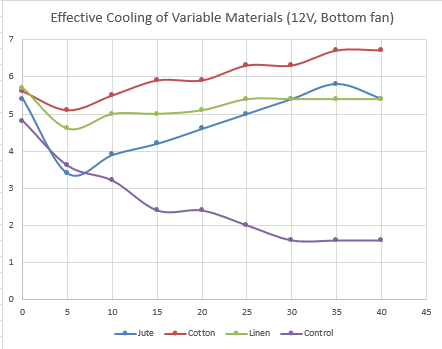 Effective Cooling of Variable Materials (12V, Bottom fan)
7
6
5
4
3
2
1
0
0 5 10 15 20 25 30 35 40 45
Jute Cotton Linen Control